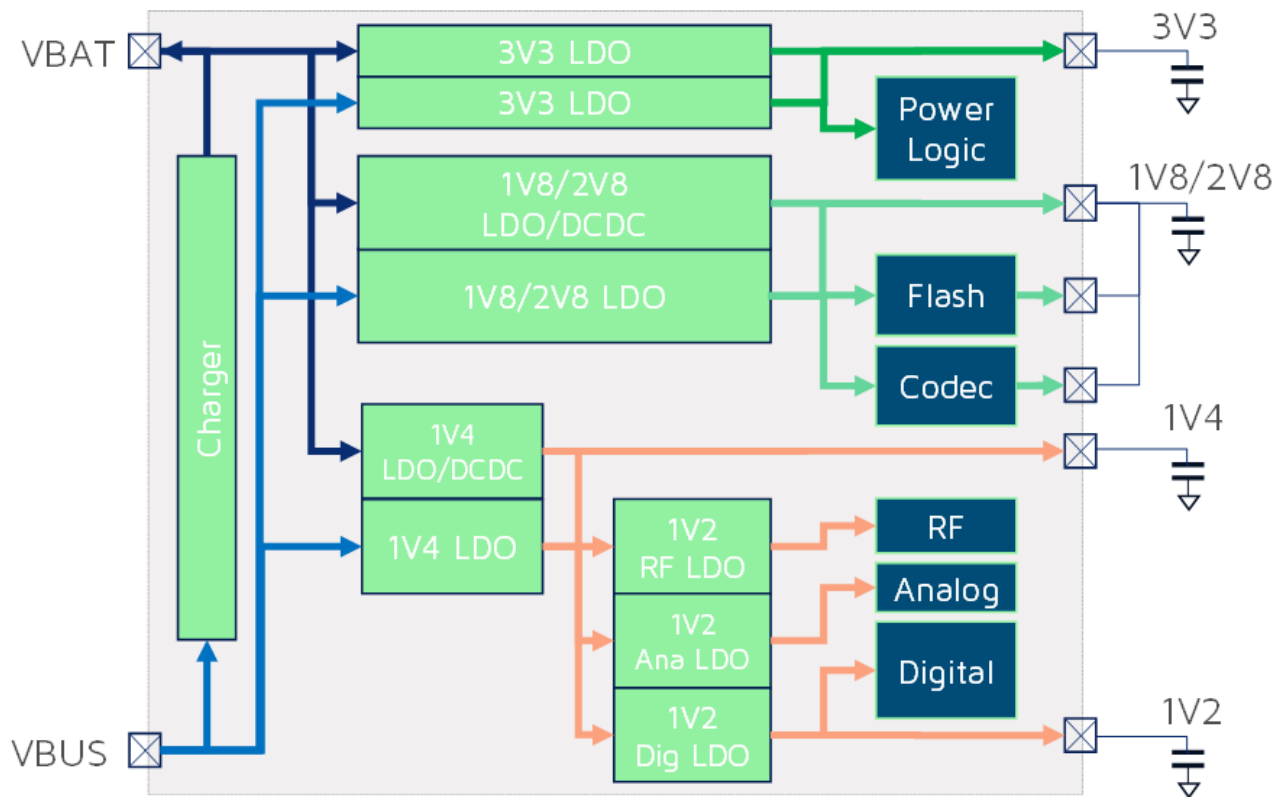 VBAT
3V3 LDO
3V3 LDO
3V3
Power
Logic
1V8/2V8
LDO/DCDC
1V8/2V8
1V8/2V8 LDO
Flash
Charger
Codec
1V4
LDO/DCDC
1V4
1V4 LDO
1V2
RF LDO
RF
1V2
Ana LDO
Analog
Digital
1V2
Dig LDO
VBUS
1V2